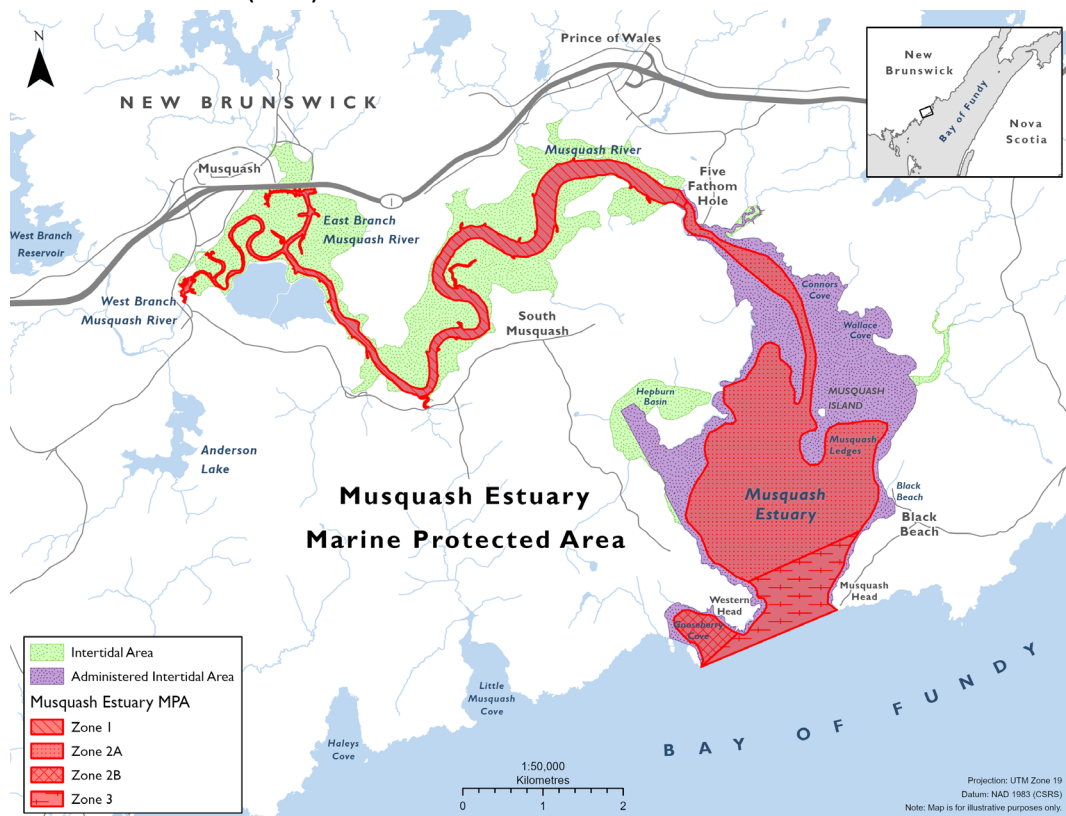 N
Prince of Wales
NEW BRUNSWICK
New
Brunswick
Bay of Fundy
Nova
Scotia
Musquash
1
Musquash River
Five
Fathom
Hole
East Branch
Musquash River
West Branch
Reservoir
West Branch
Musquash River
South
Musquash
Connors
Cove
Wallace
Cove
MUSQUASH
ISLAND
Hepburn
Basin
Musquash
Ledges
Anderson
Lake
Musquash Estuary
Marine Protected Area
Musquash
Estuary
Black
Beach
Black
Beach
Musquash
Head
Western
Head
Gooseberry
Cove
Little
Musquash
Cove
Haleys
Cove
BAY OF FUNDY
Intertidal Area
Administered Intertidal Area
Musquash Estuary MPA
Zone 1
Zone 2A
Zone 2B
Zone 3
1:50,000
Kilometres
0 1 2
Projection: UTM Zone 19
Datum: NAD 1983 (CSRS)
Note: Map is for illustrative purposes only.